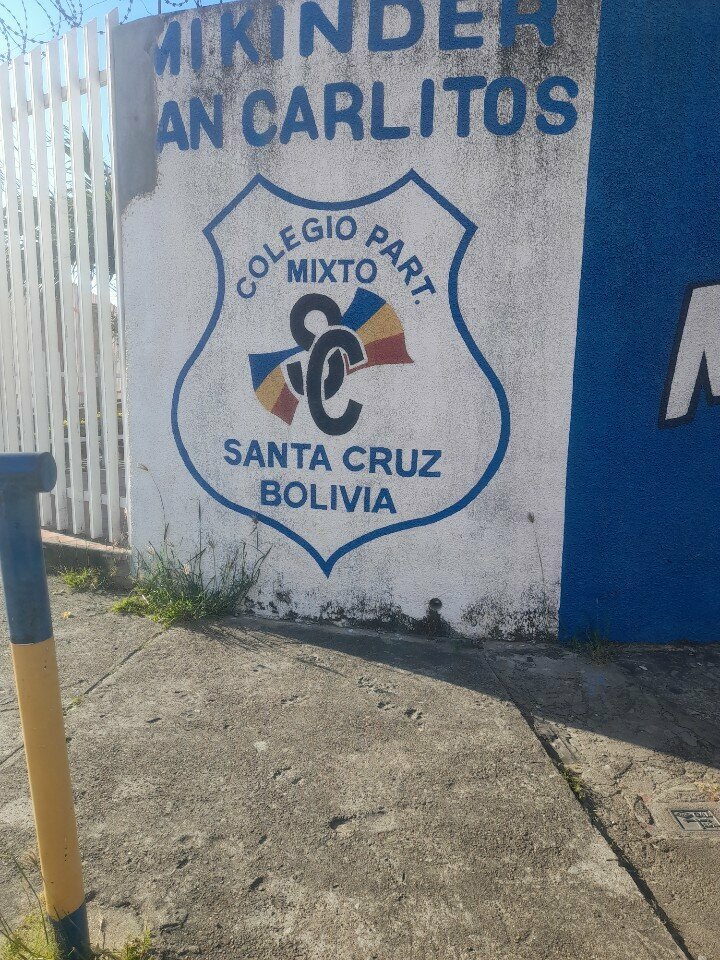 MIKINDER
AN CARLITOS
COLEGIO PART.
MIXTO
SC
SANTA CRUZ
BOLIVIA